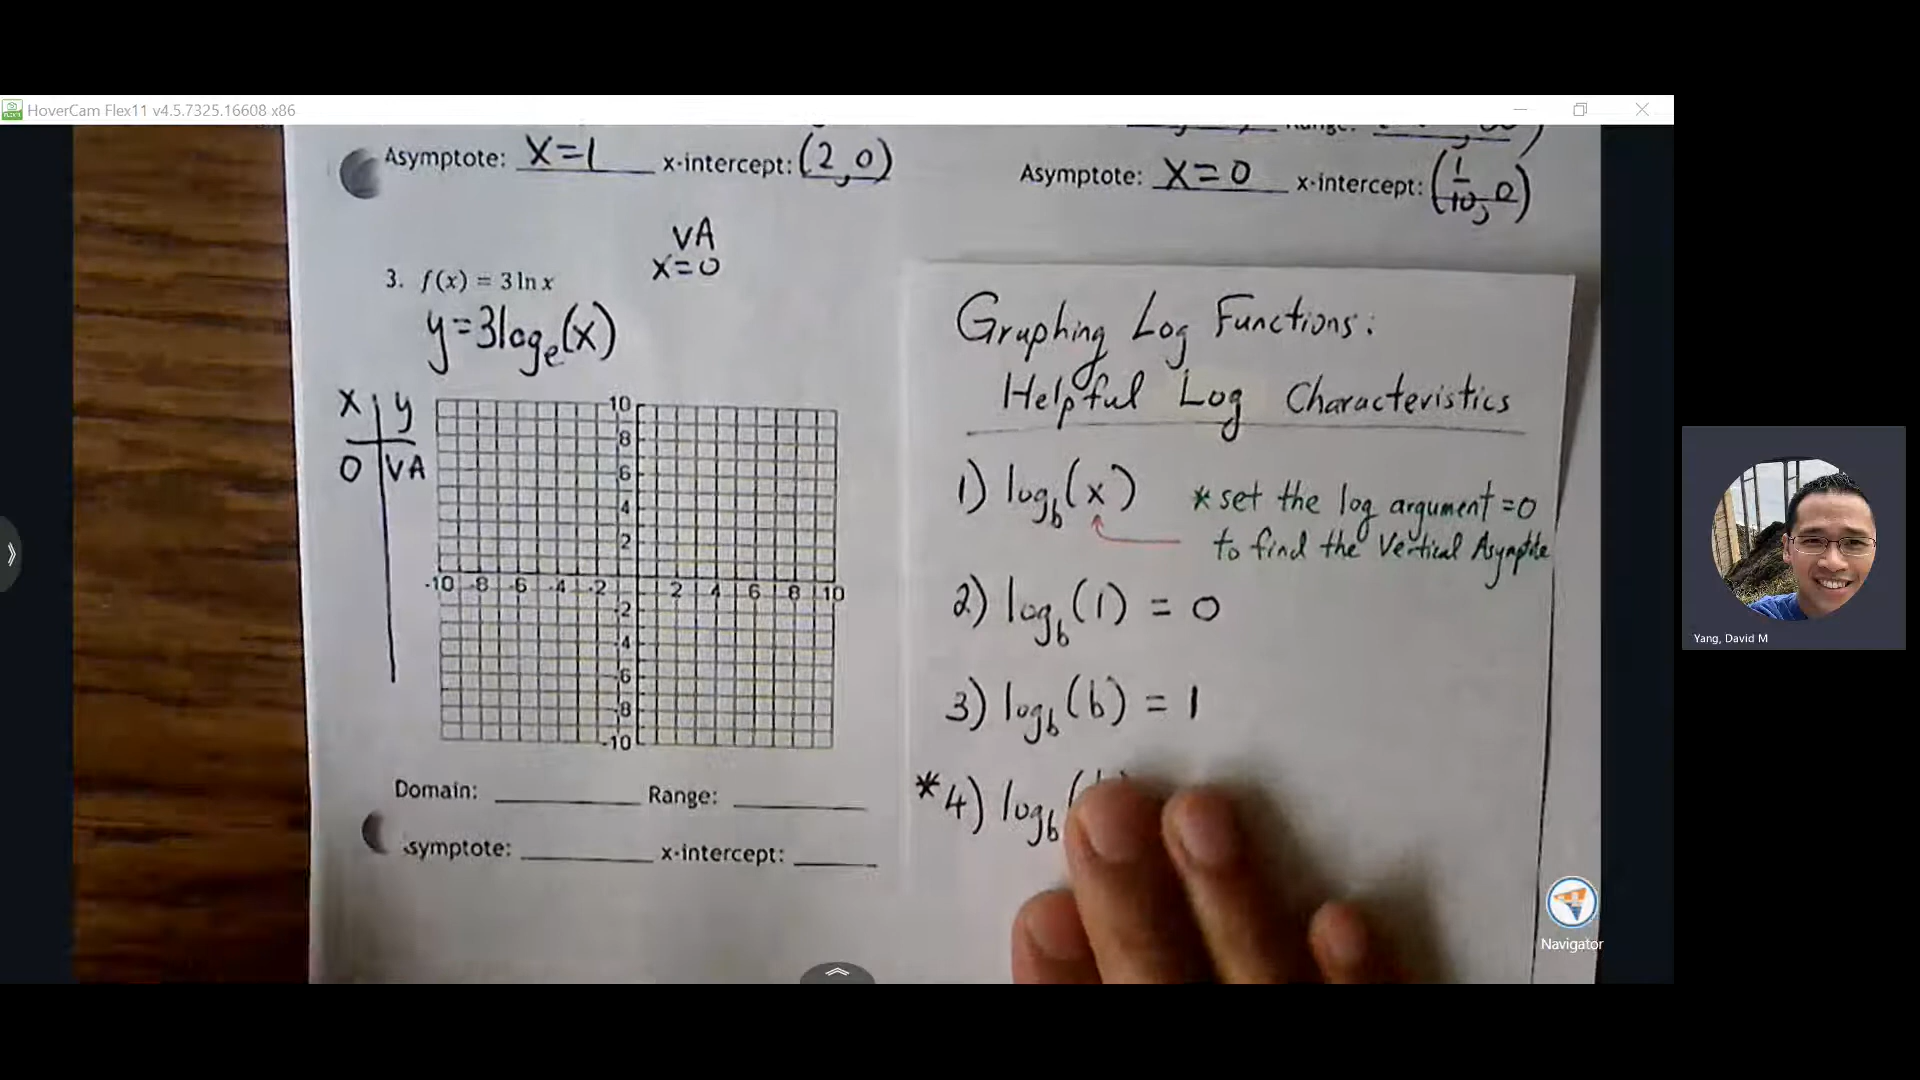 HoverCam Flex11 v4.5.7325.16608 x86
Asymptote: x=1 x-intercept: (2,0)
Asymptote: x=0 x-intercept: (1/10, 0)
VA
x=0
3. f(x) = 3 ln x
y=3logₑ(x)
x y
0 VA
10
8
6
4
2
-10 -8 -6 -4 -2 2 4 6 8 10
-2
-4
-6
-8
-10
Domain: Range:
symptote: x-intercept:
Graphing Log Functions:
Helpful Log Characteristics
1) log_b(x) * set the log argument =0
to find the Vertical Asymptote
2) log_b(1) = 0
3) log_b(b) = 1
*4) log_b(
Navigator
Yang, David M